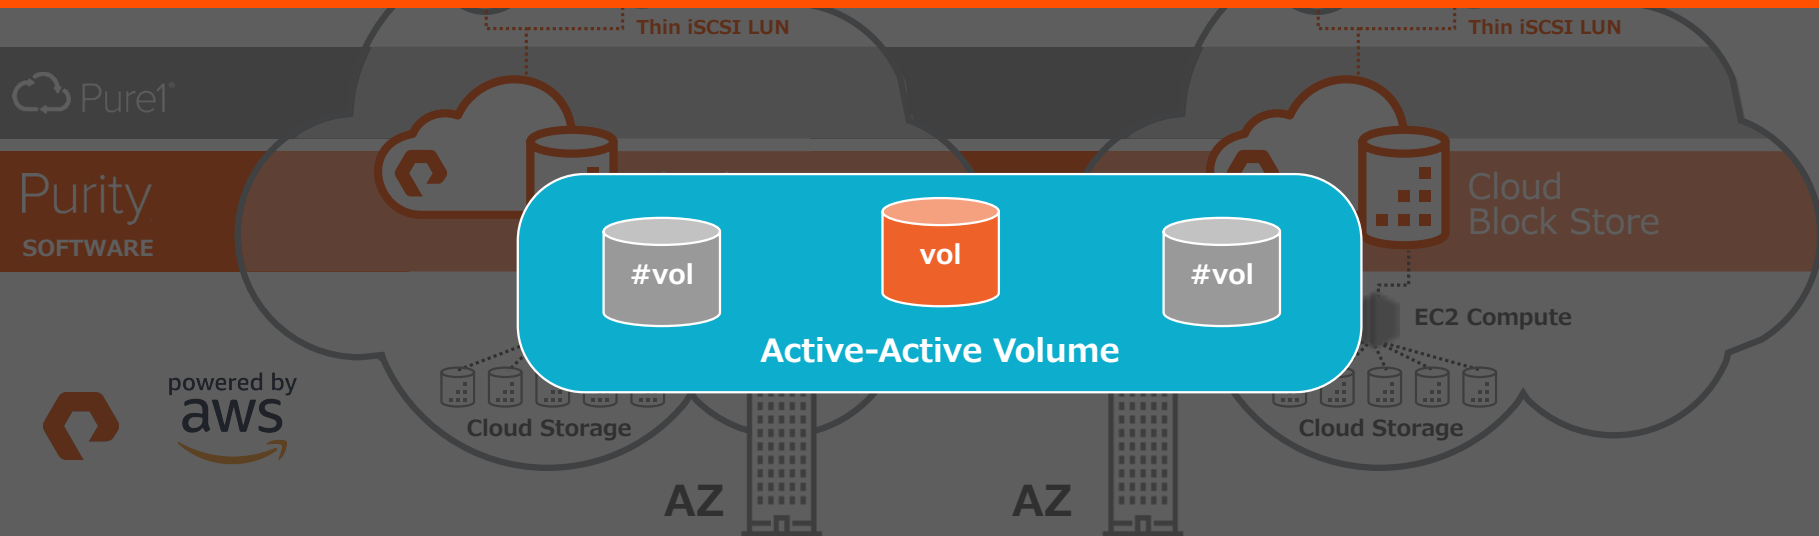 Thin iSCSI LUN
Thin iSCSI LUN
Pure1®
Purity
SOFTWARE
Cloud
Block Store
#vol
vol
#vol
Active-Active Volume
EC2 Compute
powered by
aws
Cloud Storage
Cloud Storage
AZ
AZ